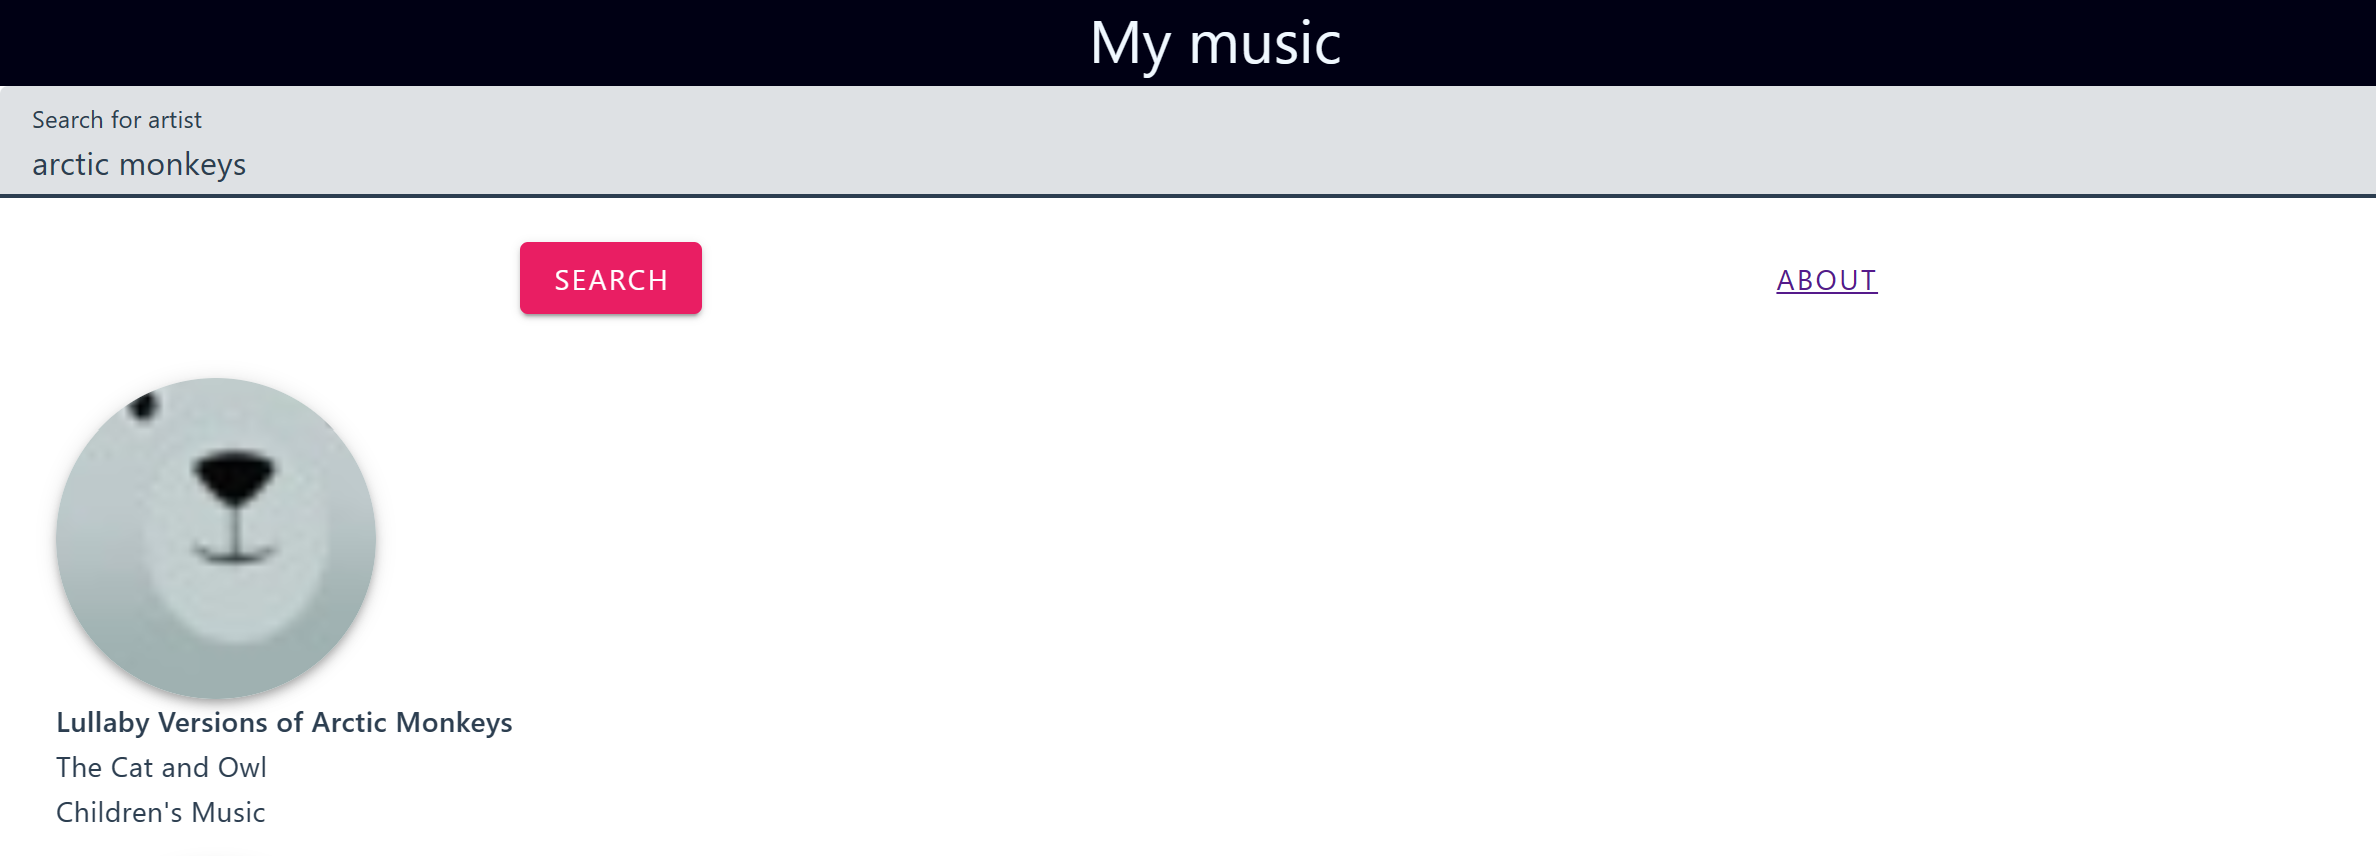 My music
Search for artist
arctic monkeys
SEARCH
ABOUT
Lullaby Versions of Arctic Monkeys
The Cat and Owl
Children's Music